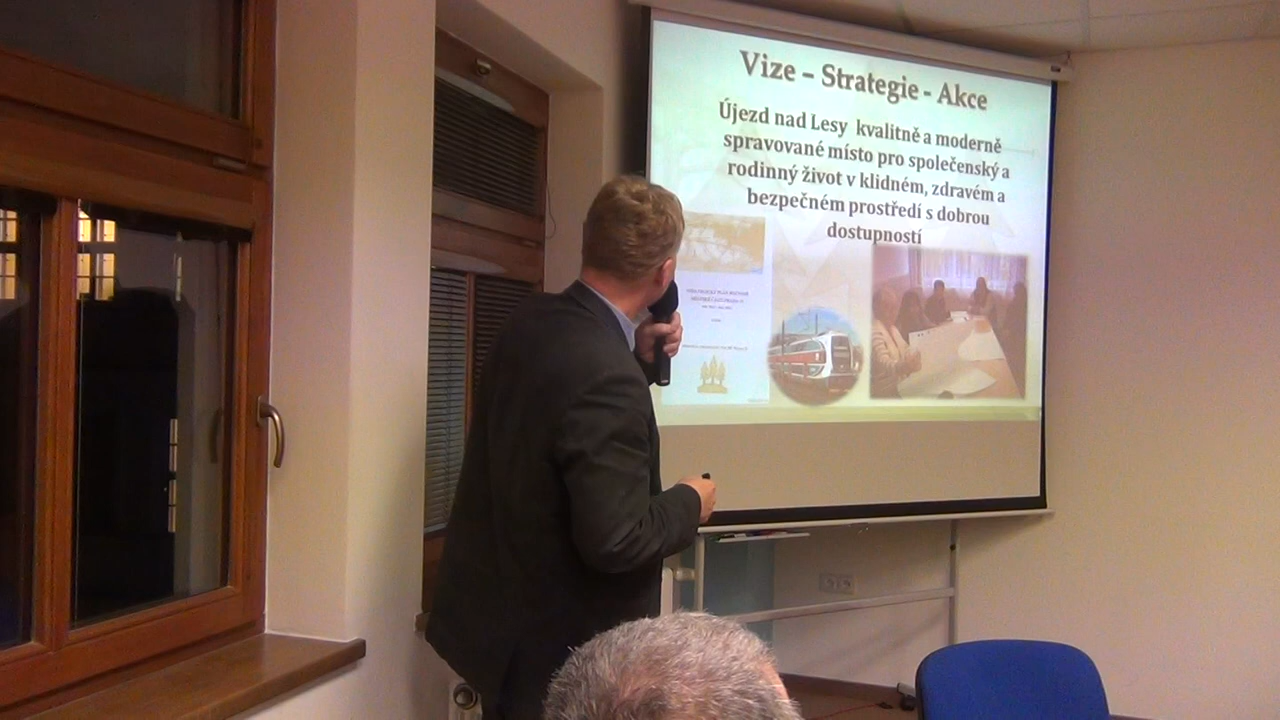 Vize – Strategie - Akce
Újezd nad Lesy kvalitně a moderně
spravované místo pro společenský a
rodinný život v klidném, zdravém a
bezpečném prostředí s dobrou
dostupností